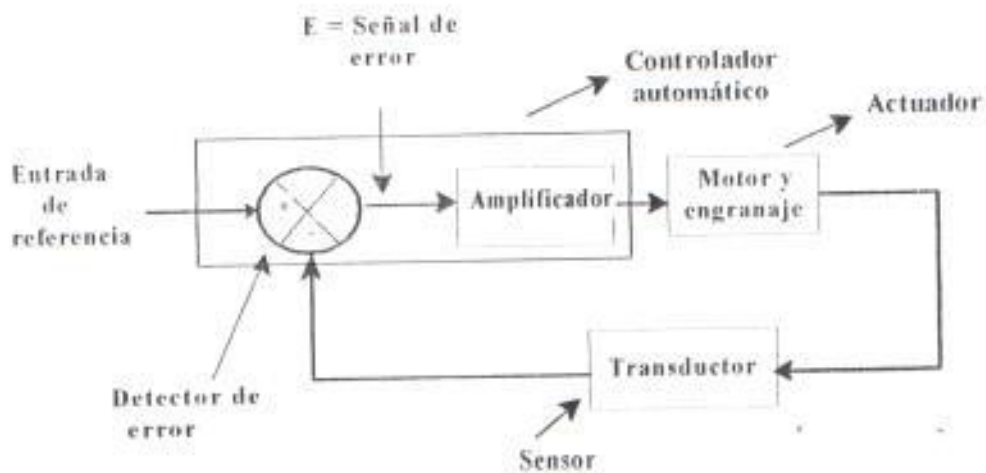 E = Señal de
error
Controlador
automático
Actuador
Entrada
de
referencia
+
-
Amplificador
Motor y
engranaje
Transductor
Detector de
error
Sensor